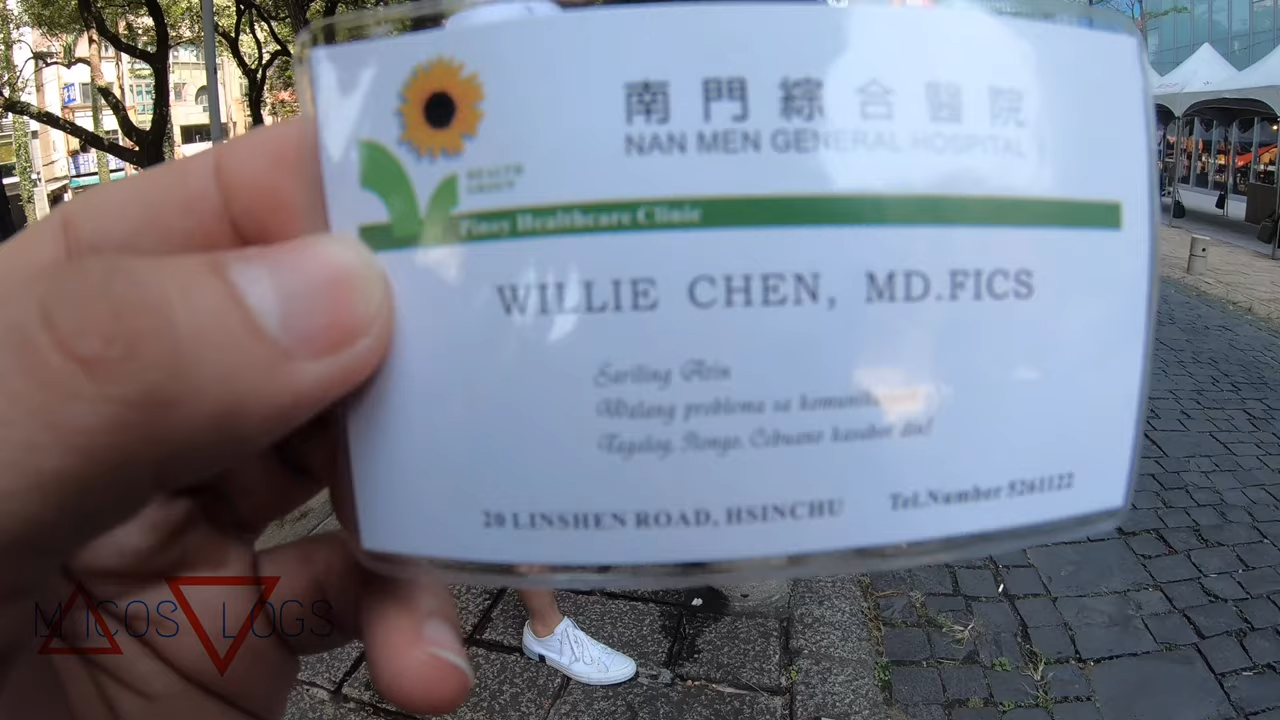 南門綜合醫院
NAN MEN GENERAL HOSPITAL
HEALTH
GROUP
Pinoy Healthcare Clinic
WILLIE CHEN, MD.FICS
Sariling Atin
Walang problema sa komunikasyon!
Tagalog, Ilongo, Cebuano kasabot din!
20 LINSHEN ROAD, HSINCHU
Tel.Number 5261122
MICOS VLOGS